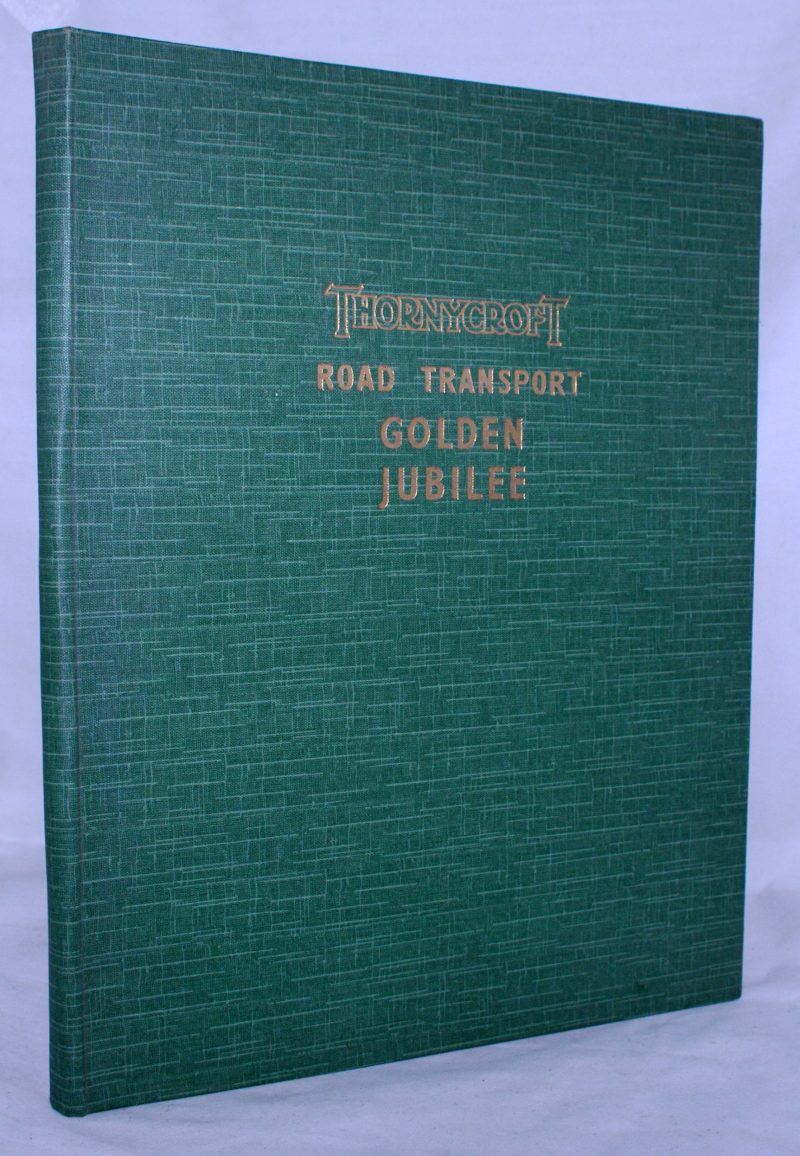 THORNYCROFT
ROAD TRANSPORT
GOLDEN
JUBILEE